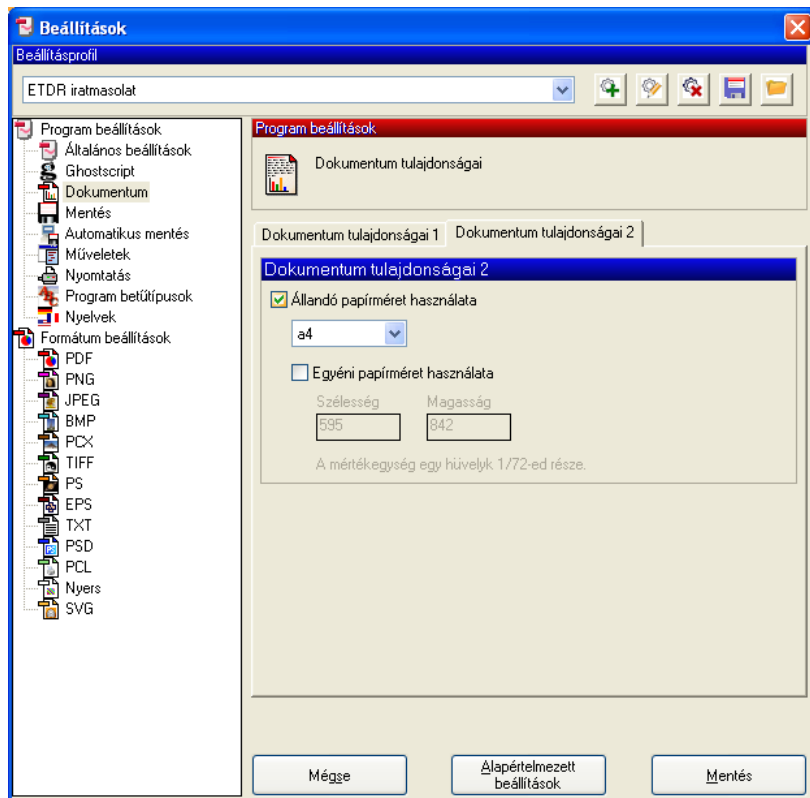 Beállítások
Beállításprofil
ETDR iratmasolat
Program beállítások
Általános beállítások
Ghostscript
Dokumentum
Mentés
Automatikus mentés
Műveletek
Nyomtatás
Program betűtípusok
Nyelvek
Formátum beállítások
PDF
PNG
JPEG
BMP
PCX
TIFF
PS
EPS
TXT
PSD
PCL
Nyers
SVG
Program beállítások
Dokumentum tulajdonságai
Dokumentum tulajdonságai 1
Dokumentum tulajdonságai 2
Dokumentum tulajdonságai 2
Állandó papírméret használata
a4
Egyéni papírméret használata
Szélesség Magasság
595 842
A mértékegység egy hüvelyk 1/72-ed része.
Mégse
Alapértelmezett
beállítások
Mentés